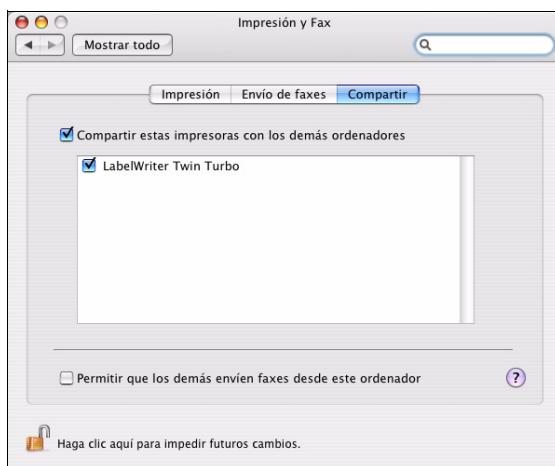 Impresión y Fax
Mostrar todo
Impresión Envío de faxes Compartir
Compartir estas impresoras con los demás ordenadores
LabelWriter Twin Turbo
Permitir que los demás envíen faxes desde este ordenador ?
Haga clic aquí para impedir futuros cambios.